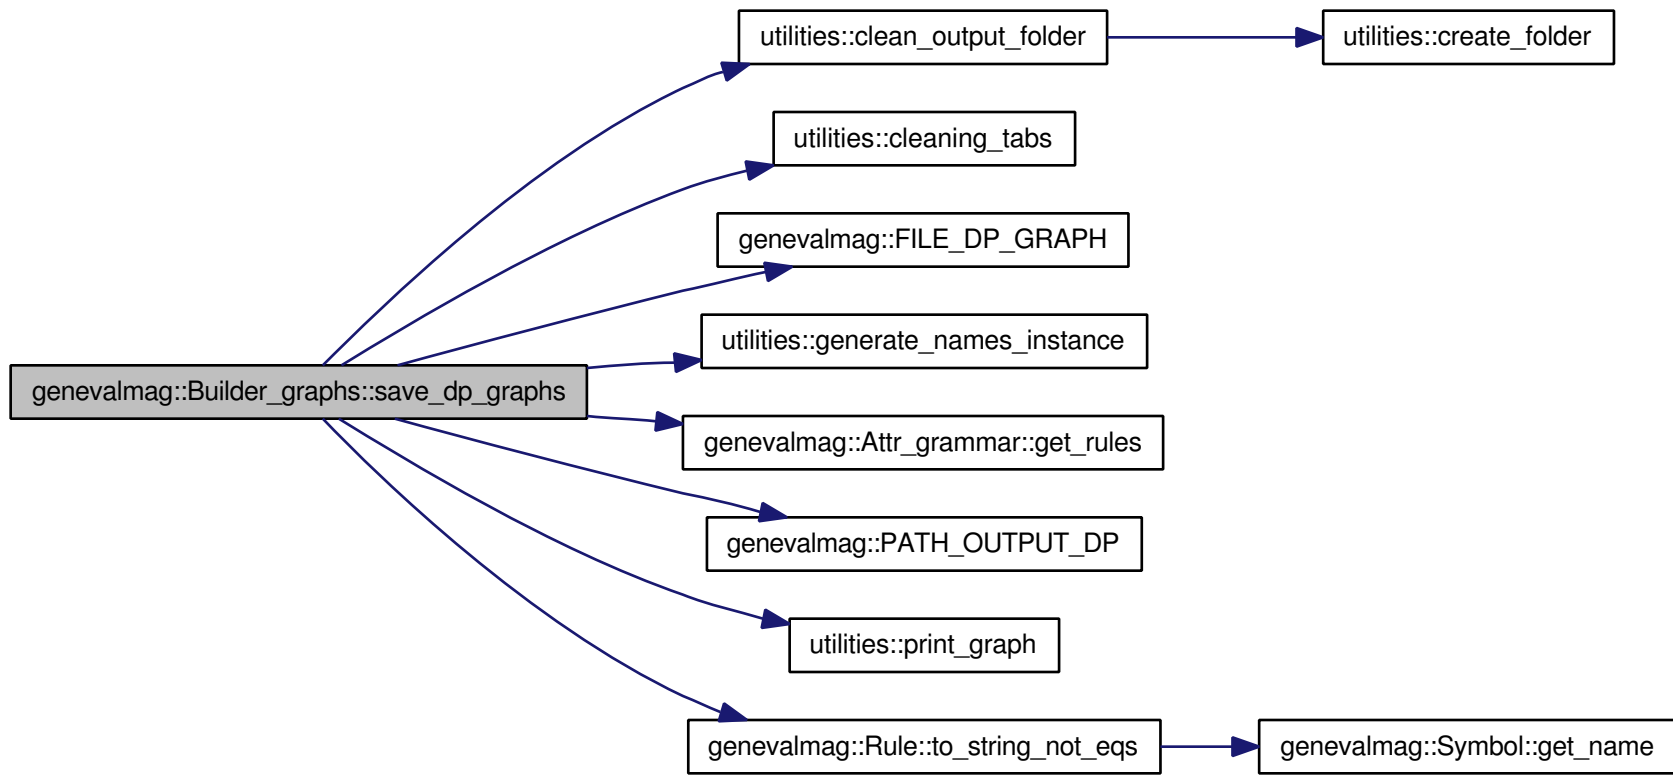 utilities::clean_output_folder
utilities::create_folder
utilities::cleaning_tabs
genevalmag::FILE_DP_GRAPH
utilities::generate_names_instance
genevalmag::Builder_graphs::save_dp_graphs
genevalmag::Attr_grammar::get_rules
genevalmag::PATH_OUTPUT_DP
utilities::print_graph
genevalmag::Rule::to_string_not_eqs
genevalmag::Symbol::get_name